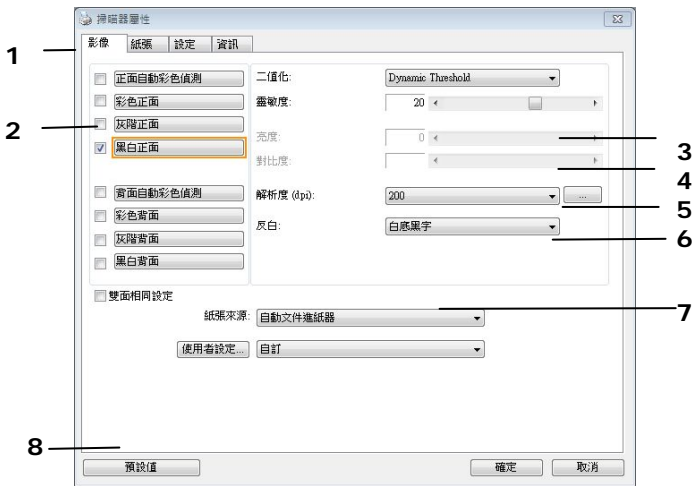 掃瞄器屬性
影像 紙張 設定 資訊
1
正面自動彩色偵測 二值化: Dynamic Threshold
彩色正面 靈敏度: 20
2 灰階正面
亮度: 0 3
黑白正面
對比度: 4
背面自動彩色偵測 解析度 (dpi): 200 ... 5
彩色背面
反白: 白底黑字 6
灰階背面
黑白背面
雙面相同設定
紙張來源: 自動文件進紙器 7
使用者設定... 自訂
8
預設值 確定 取消